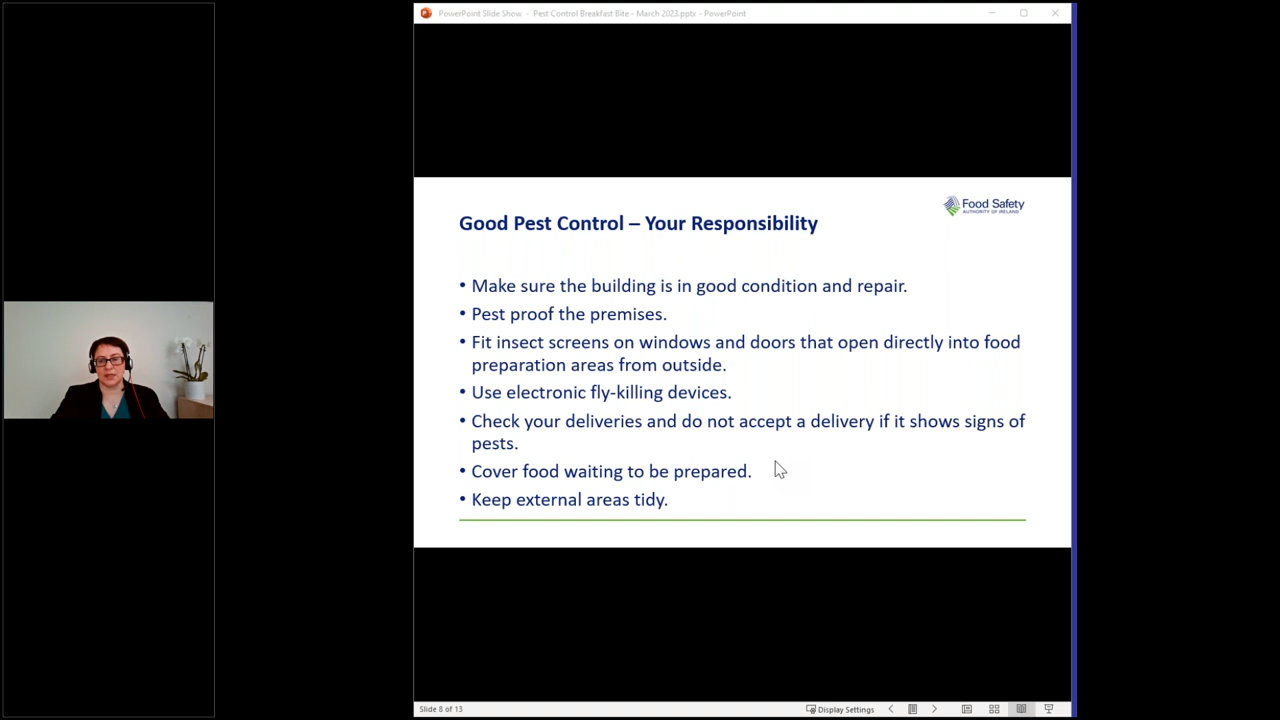 PowerPoint Slide Show - Pest Control Breakfast Bite - March 2023.pptx - PowerPoint
Food Safety
AUTHORITY OF IRELAND
Good Pest Control – Your Responsibility
• Make sure the building is in good condition and repair.
• Pest proof the premises.
• Fit insect screens on windows and doors that open directly into food
preparation areas from outside.
• Use electronic fly-killing devices.
• Check your deliveries and do not accept a delivery if it shows signs of
pests.
• Cover food waiting to be prepared.
• Keep external areas tidy.
Slide 8 of 13
Display Settings